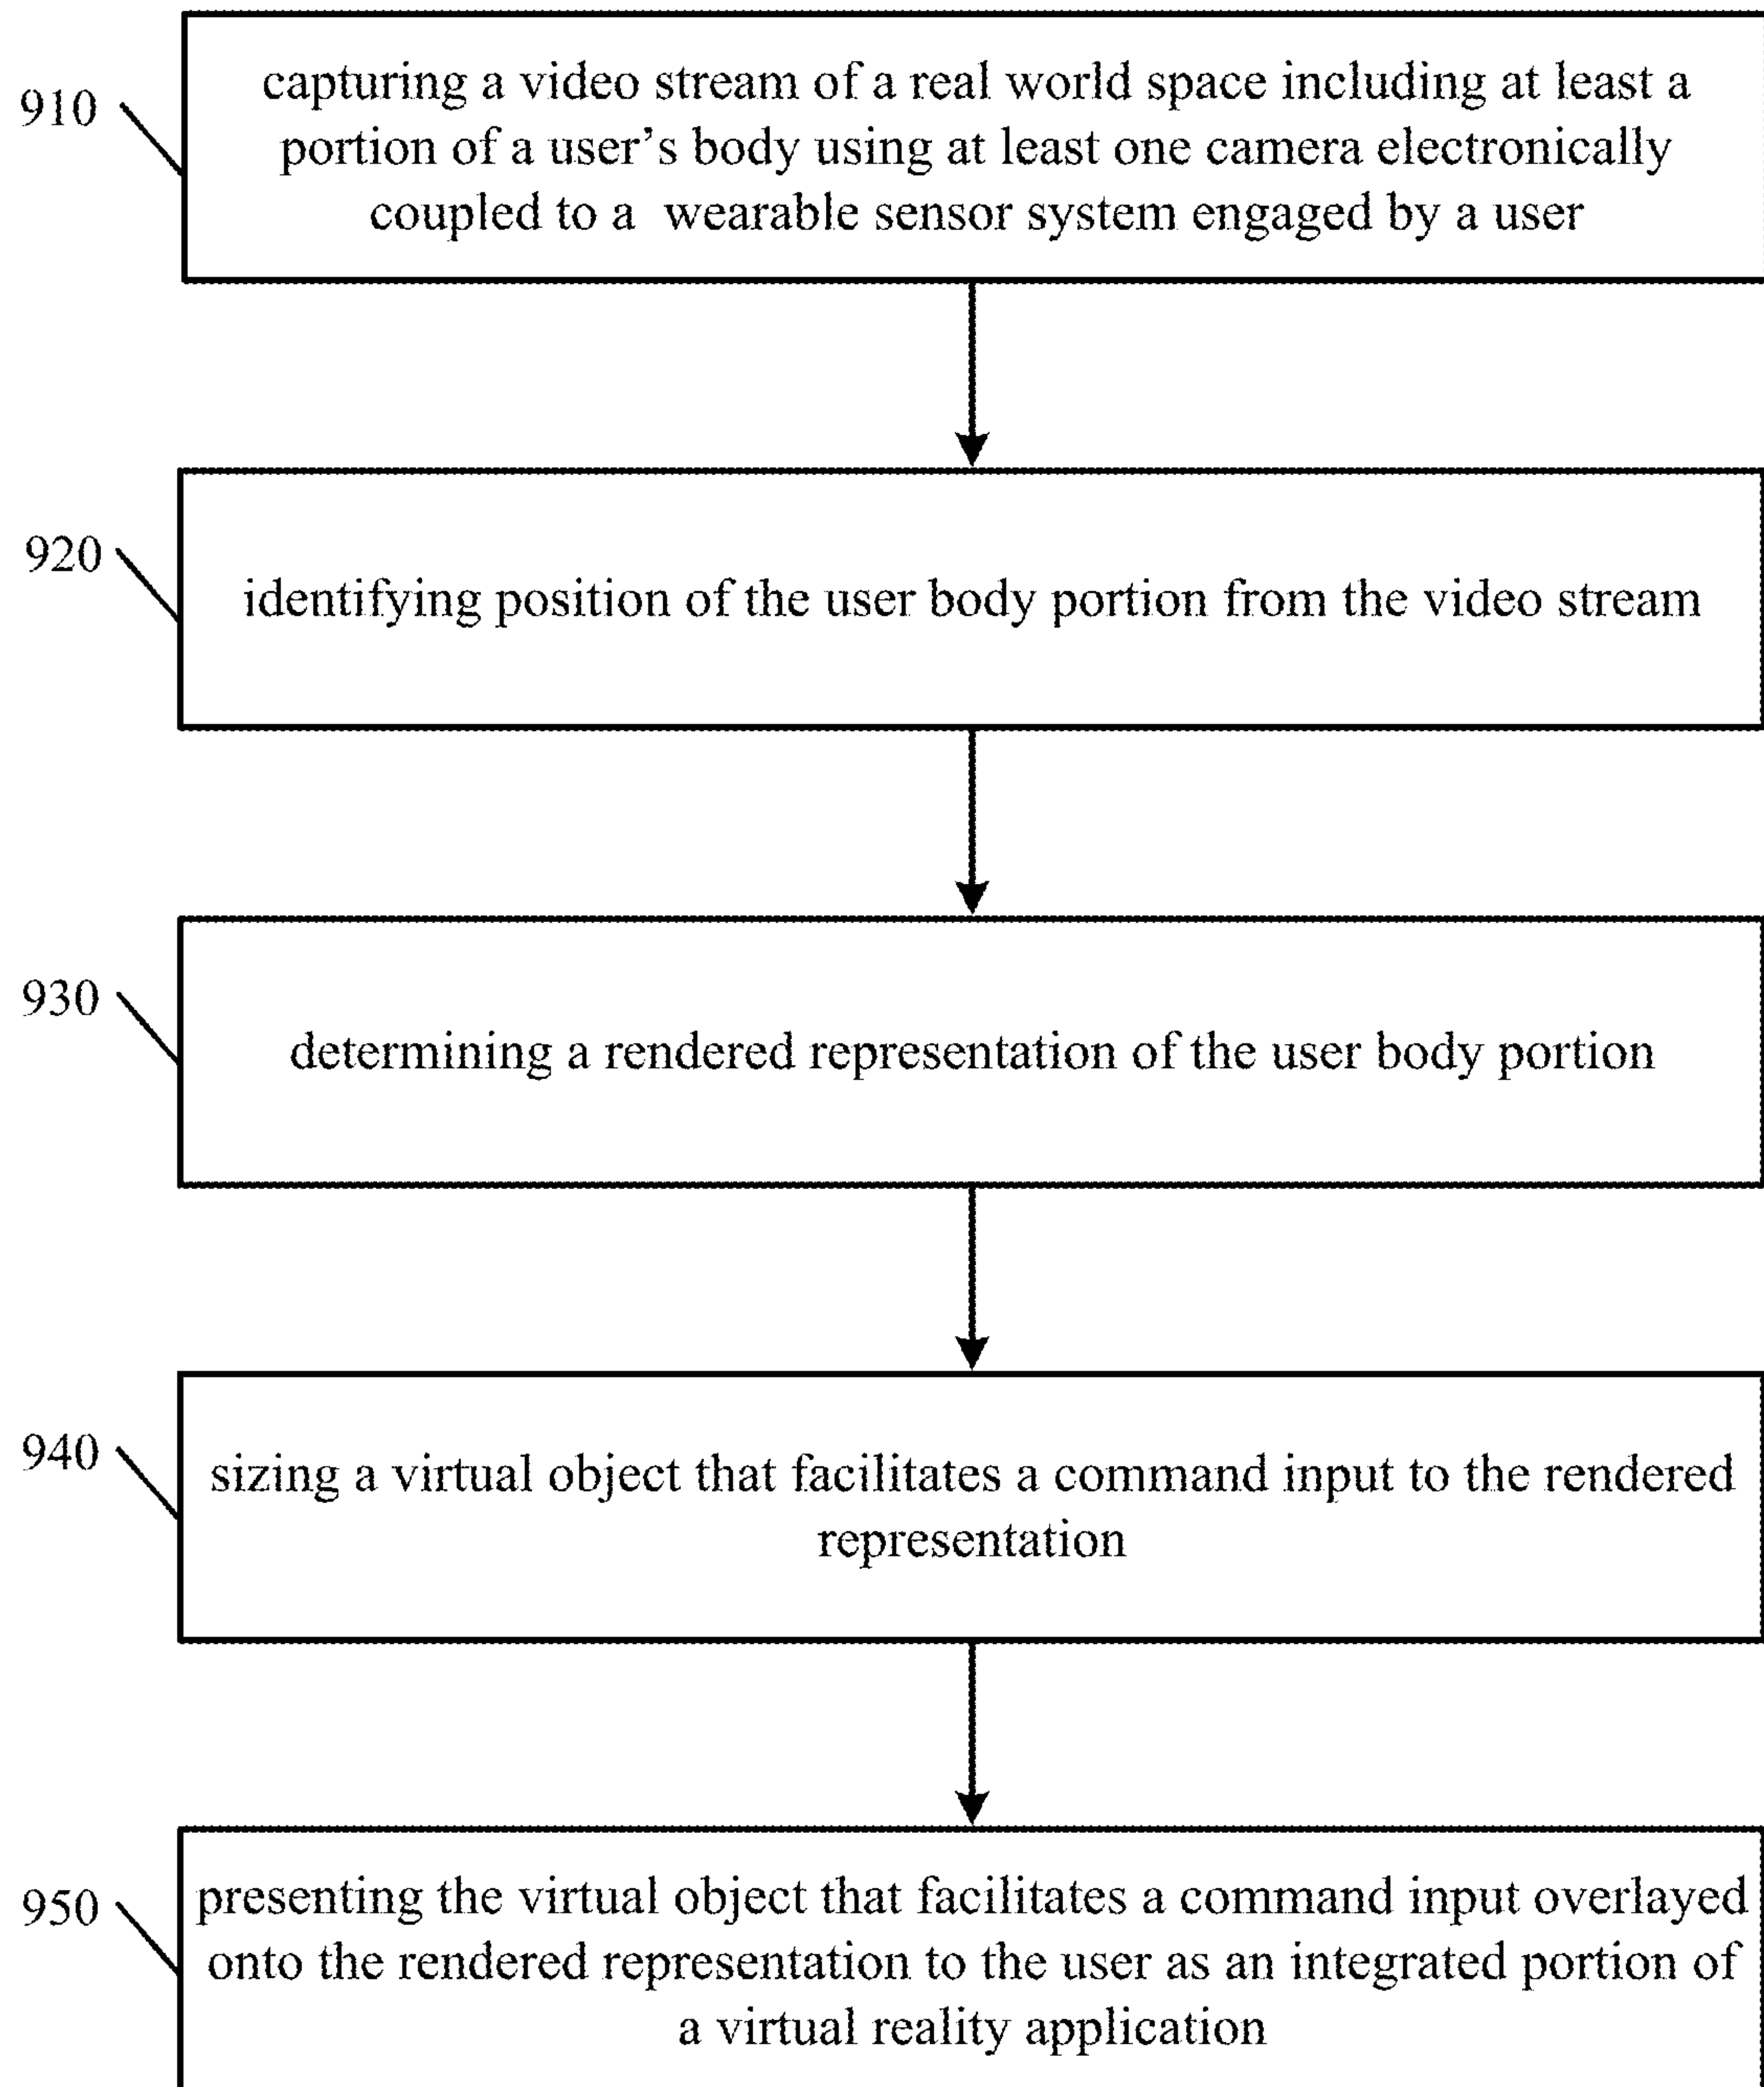 910
capturing a video stream of a real world space including at least a
portion of a user's body using at least one camera electronically
coupled to a wearable sensor system engaged by a user
920
identifying position of the user body portion from the video stream
930
determining a rendered representation of the user body portion
940
sizing a virtual object that facilitates a command input to the rendered
representation
950
presenting the virtual object that facilitates a command input overlayed
onto the rendered representation to the user as an integrated portion of
a virtual reality application